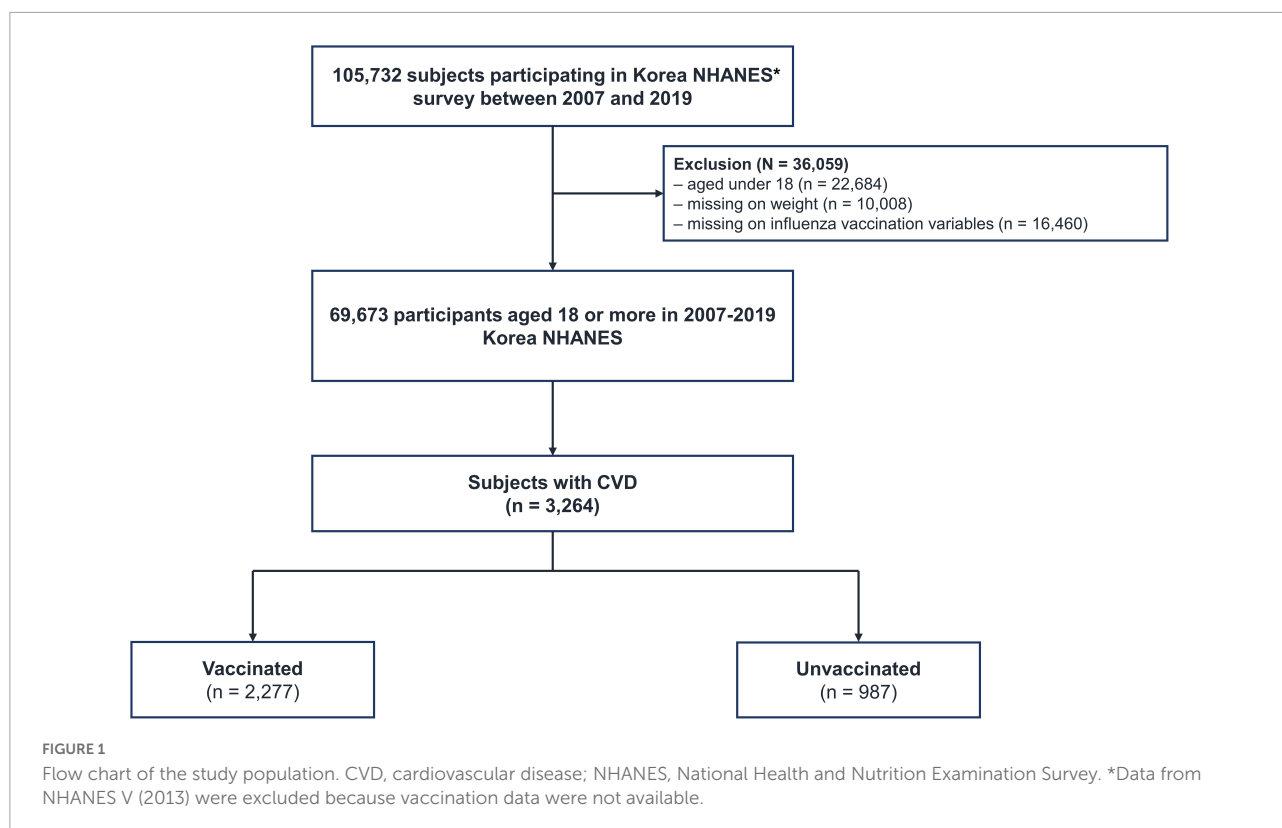 105,732 subjects participating in Korea NHANES*
survey between 2007 and 2019
Exclusion (N = 36,059)
– aged under 18 (n = 22,684)
– missing on weight (n = 10,008)
– missing on influenza vaccination variables (n = 16,460)
69,673 participants aged 18 or more in 2007-2019
Korea NHANES
Subjects with CVD
(n = 3,264)
Vaccinated
(n = 2,277)
Unvaccinated
(n = 987)
FIGURE 1
Flow chart of the study population. CVD, cardiovascular disease; NHANES, National Health and Nutrition Examination Survey. *Data from
NHANES V (2013) were excluded because vaccination data were not available.